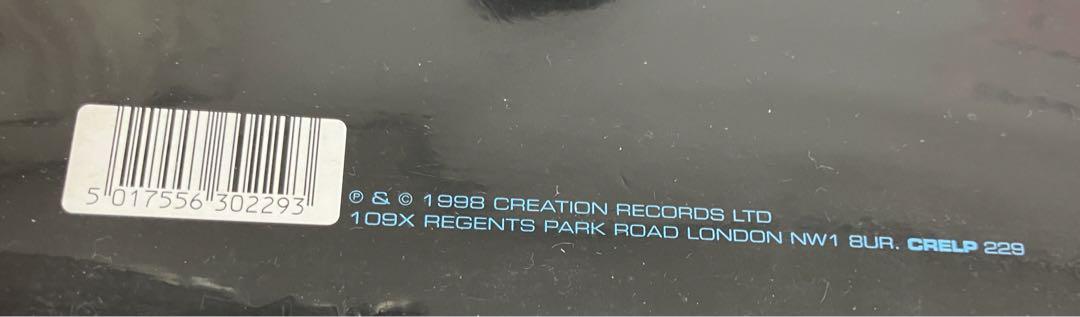 5 017556 302293
℗ & © 1998 CREATION RECORDS LTD
109X REGENTS PARK ROAD LONDON NW1 8UR. CRELP 229